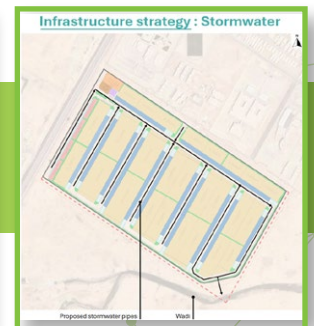 Infrastructure strategy : Stormwater
Proposed stormwater pipes
Wadi